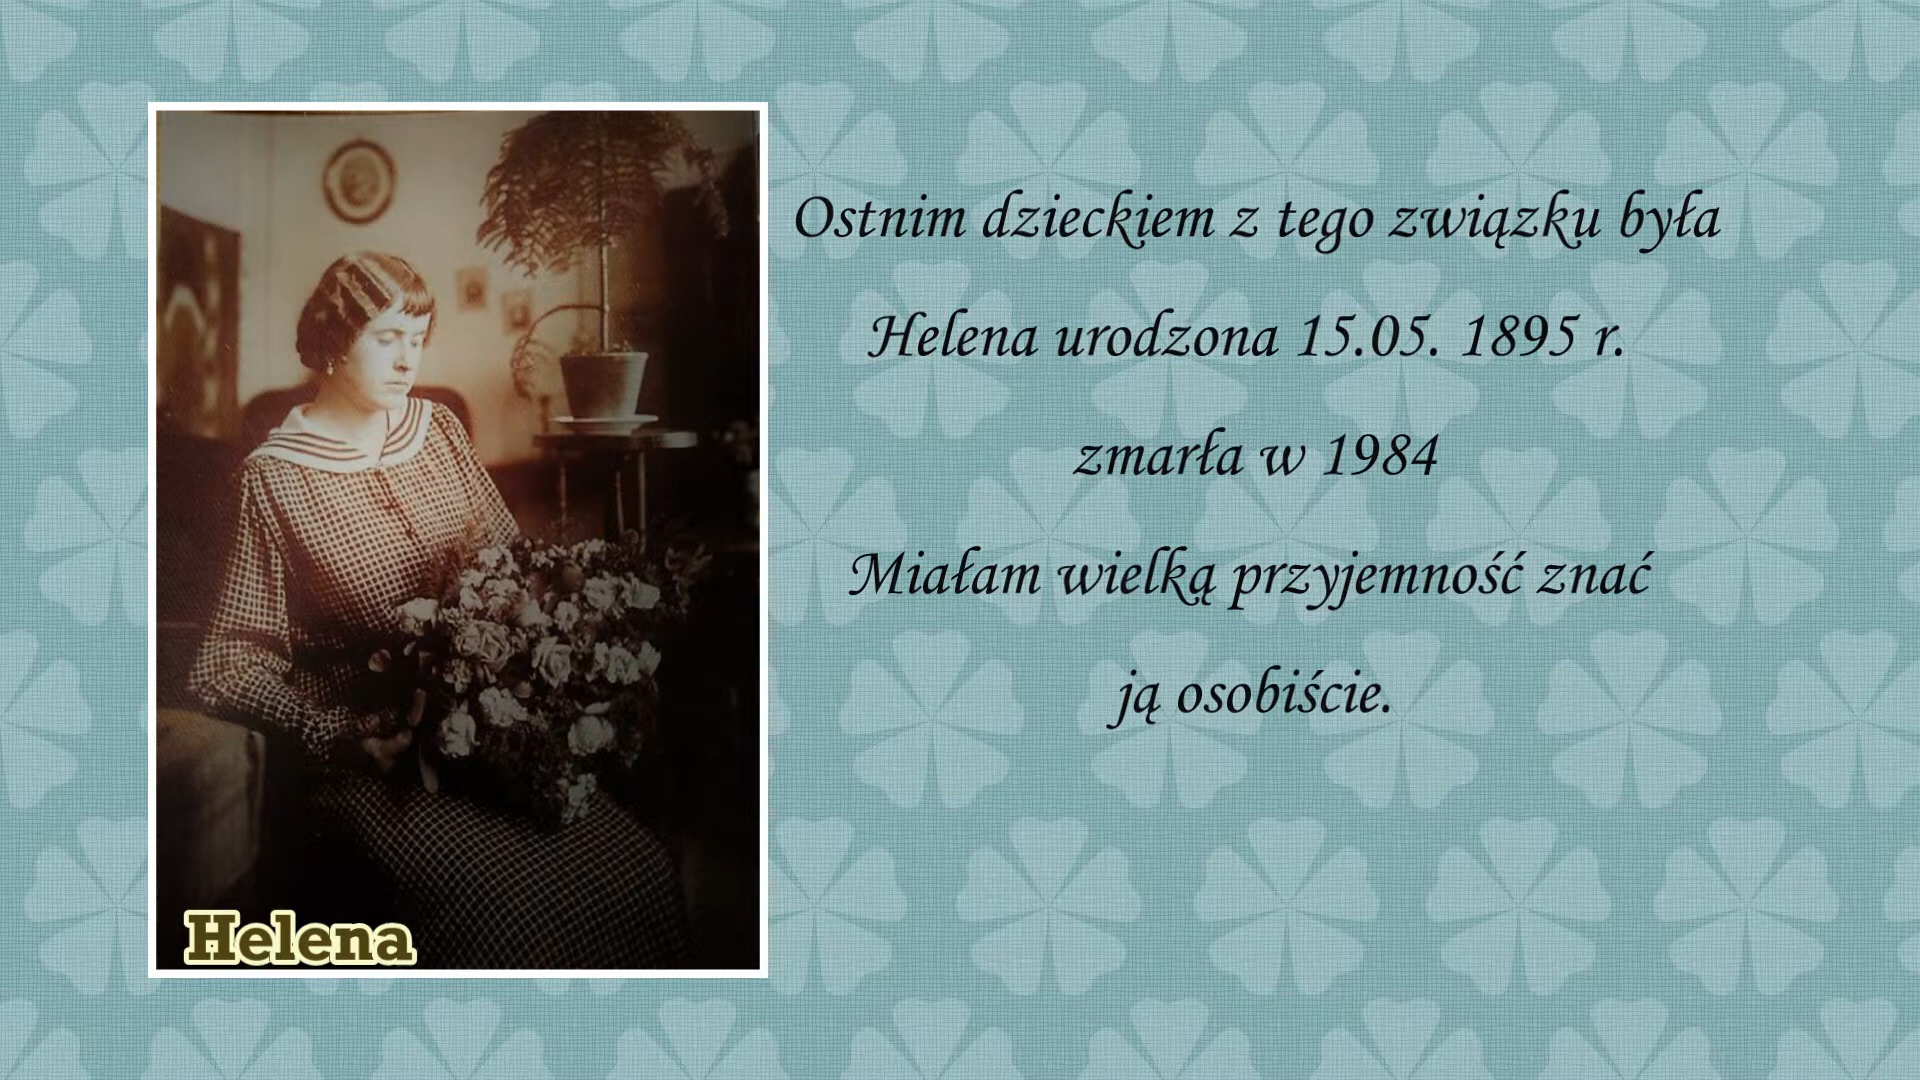 Ostnim dzieckiem z tego związku była
Helena urodzona 15.05. 1895 r.
zmarła w 1984
Miałam wielką przyjemność znać
ją osobiście.
Helena